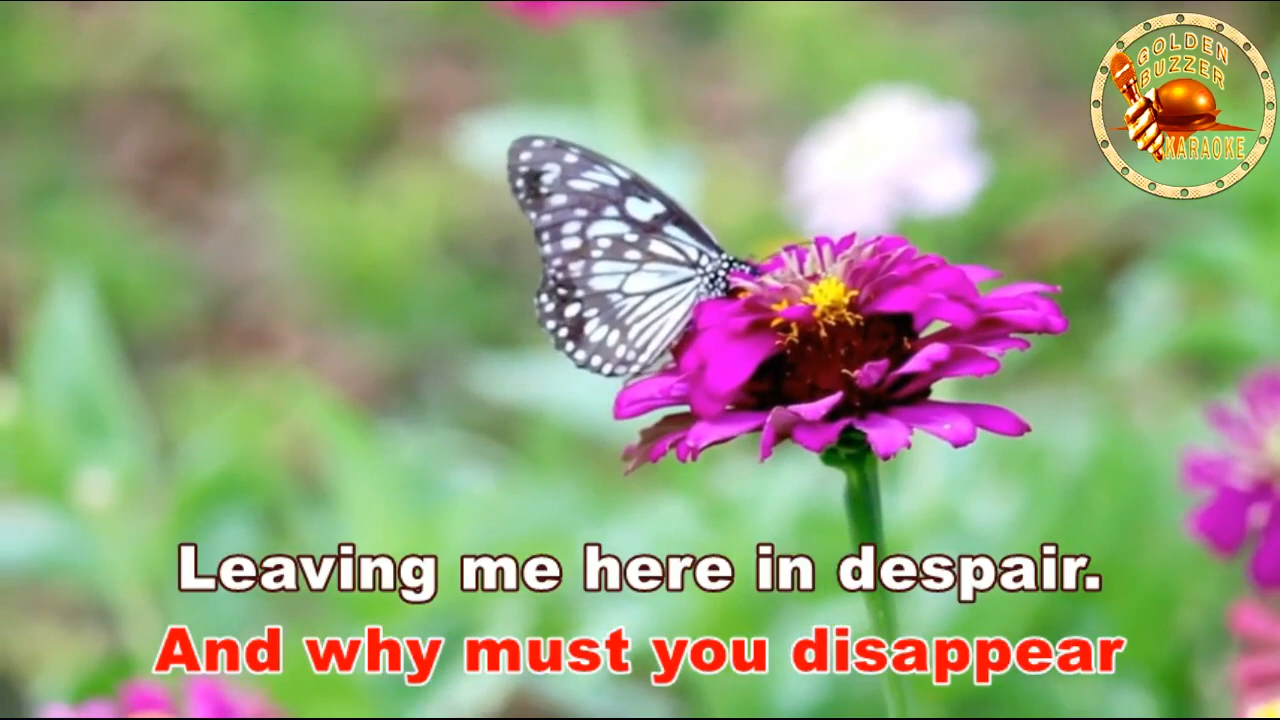 GOLDEN
BUZZER
KARAOKE
Leaving me here in despair.
And why must you disappear